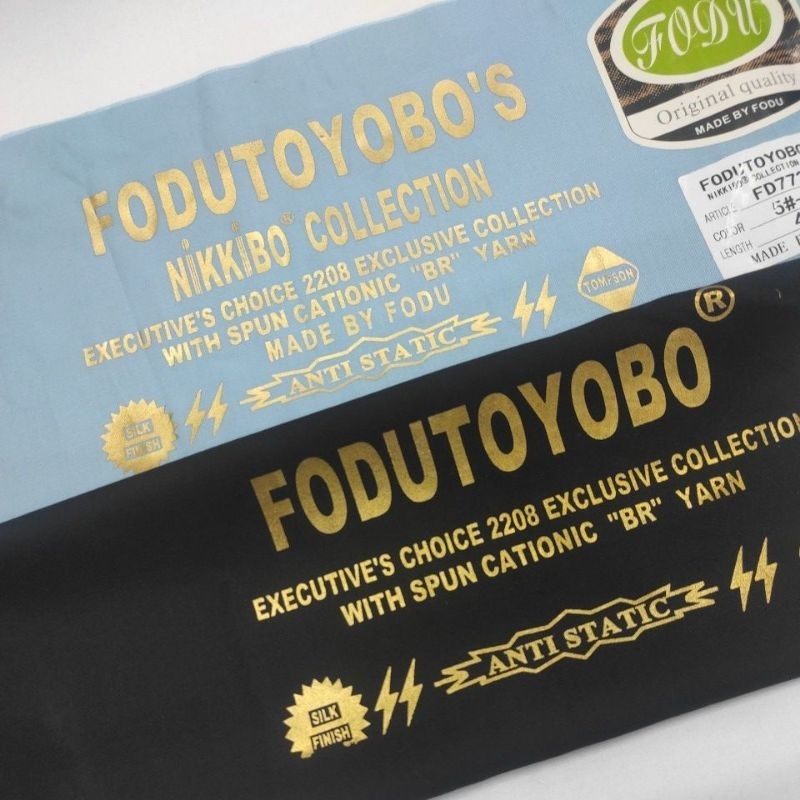 FODU
Original quality
MADE BY FODU
FODUTOYOBO'S
NiKKiBO® COLLECTION
EXECUTIVE'S CHOICE 2208 EXCLUSIVE COLLECTION
WITH SPUN CATIONIC "BR" YARN
MADE BY FODU
ANTI STATIC
TOMPSON
SILK
FINISH
FODUTOYOBO
NIKKIBO® COLLECTION
ARTICLE FD77
COLOR 5#-
LENGTH
MADE
FODUTOYOBO®
EXECUTIVE'S CHOICE 2208 EXCLUSIVE COLLECTION
WITH SPUN CATIONIC "BR" YARN
ANTI STATIC
SILK
FINISH